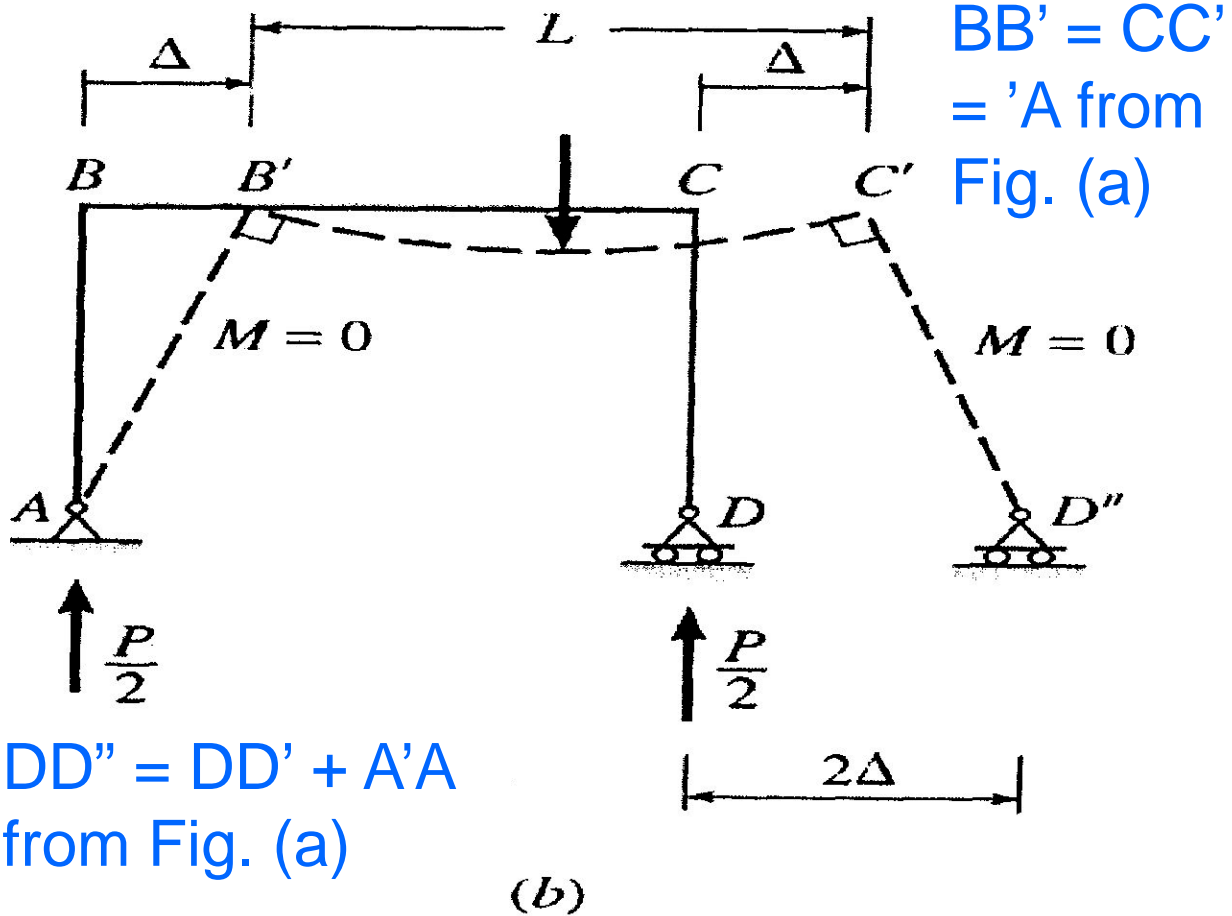 L
Δ
Δ
BB' = CC'
= 'A from
Fig. (a)
B
B'
C
C'
M = 0
M = 0
A
D
D"
P/2
P/2
DD" = DD' + A'A
from Fig. (a)
2Δ
(b)